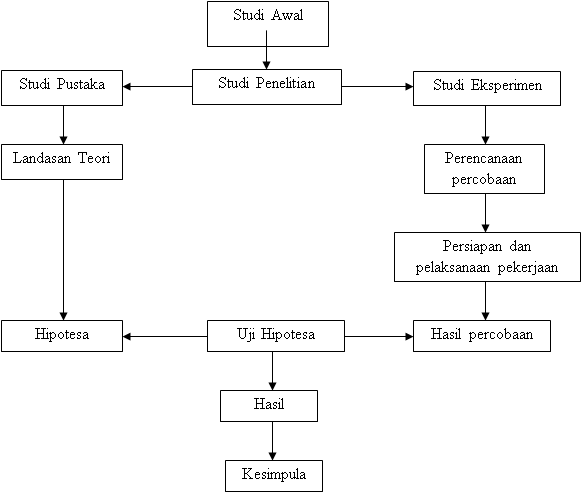 Studi Awal
Studi Pustaka
Studi Penelitian
Studi Eksperimen
Landasan Teori
Perencanaan
percobaan
Persiapan dan
pelaksanaan pekerjaan
Hipotesa
Uji Hipotesa
Hasil percobaan
Hasil
Kesimpula